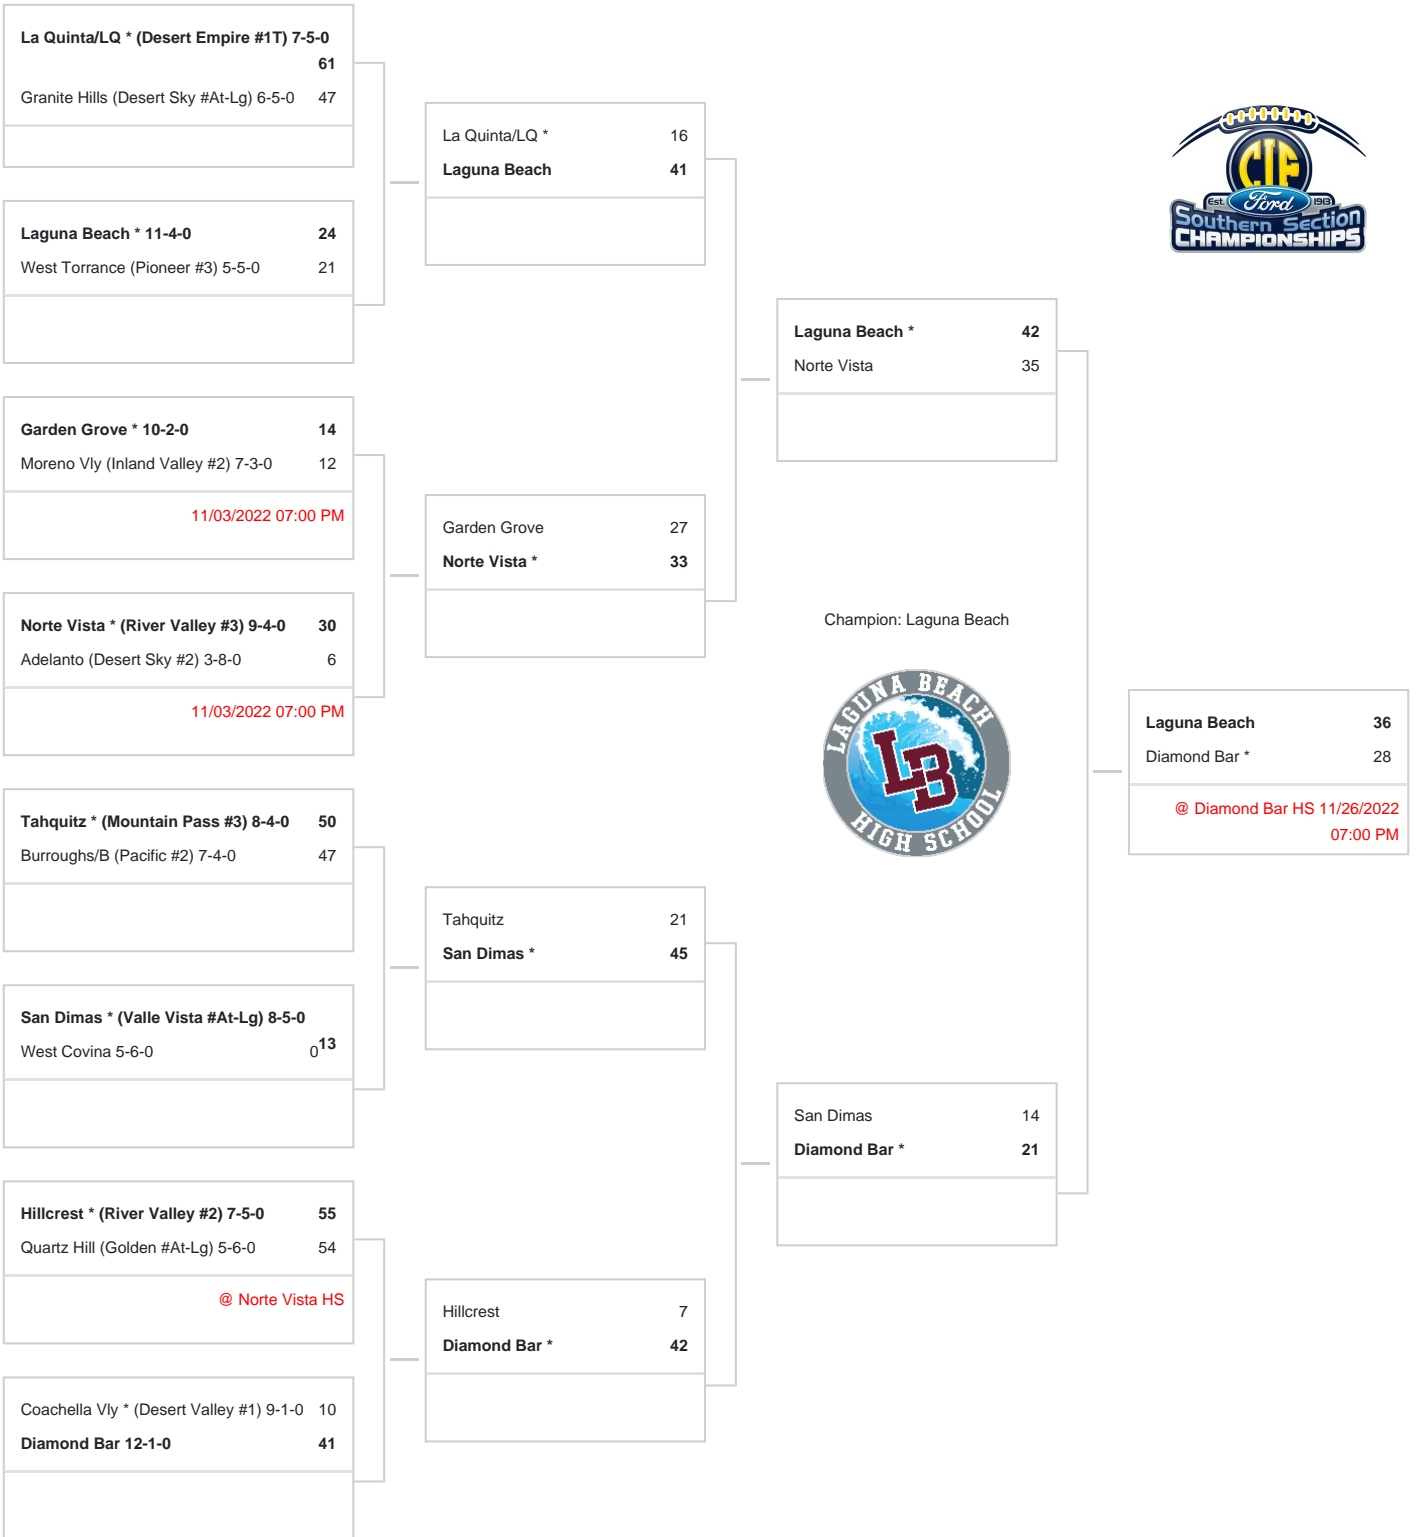 La Quinta/LQ * (Desert Empire #1T) 7-5-0
61
Granite Hills (Desert Sky #At-Lg) 6-5-0 47
Laguna Beach * 11-4-0 24
West Torrance (Pioneer #3) 5-5-0 21
Garden Grove * 10-2-0 14
Moreno Vly (Inland Valley #2) 7-3-0 12
11/03/2022 07:00 PM
Norte Vista * (River Valley #3) 9-4-0 30
Adelanto (Desert Sky #2) 3-8-0 6
11/03/2022 07:00 PM
Tahquitz * (Mountain Pass #3) 8-4-0 50
Burroughs/B (Pacific #2) 7-4-0 47
San Dimas * (Valle Vista #At-Lg) 8-5-0
13
West Covina 5-6-0 0
Hillcrest * (River Valley #2) 7-5-0 55
Quartz Hill (Golden #At-Lg) 5-6-0 54
@ Norte Vista HS
Coachella Vly * (Desert Valley #1) 9-1-0 10
Diamond Bar 12-1-0 41
La Quinta/LQ * 16
Laguna Beach 41
Garden Grove 27
Norte Vista * 33
Tahquitz 21
San Dimas * 45
Hillcrest 7
Diamond Bar * 42
Laguna Beach * 42
Norte Vista 35
San Dimas 14
Diamond Bar * 21
CIF
Est. Ford 1913
Southern Section
CHAMPIONSHIPS
Champion: Laguna Beach
LAGUNA BEACH
LB
HIGH SCHOOL
Laguna Beach 36
Diamond Bar * 28
@ Diamond Bar HS 11/26/2022
07:00 PM